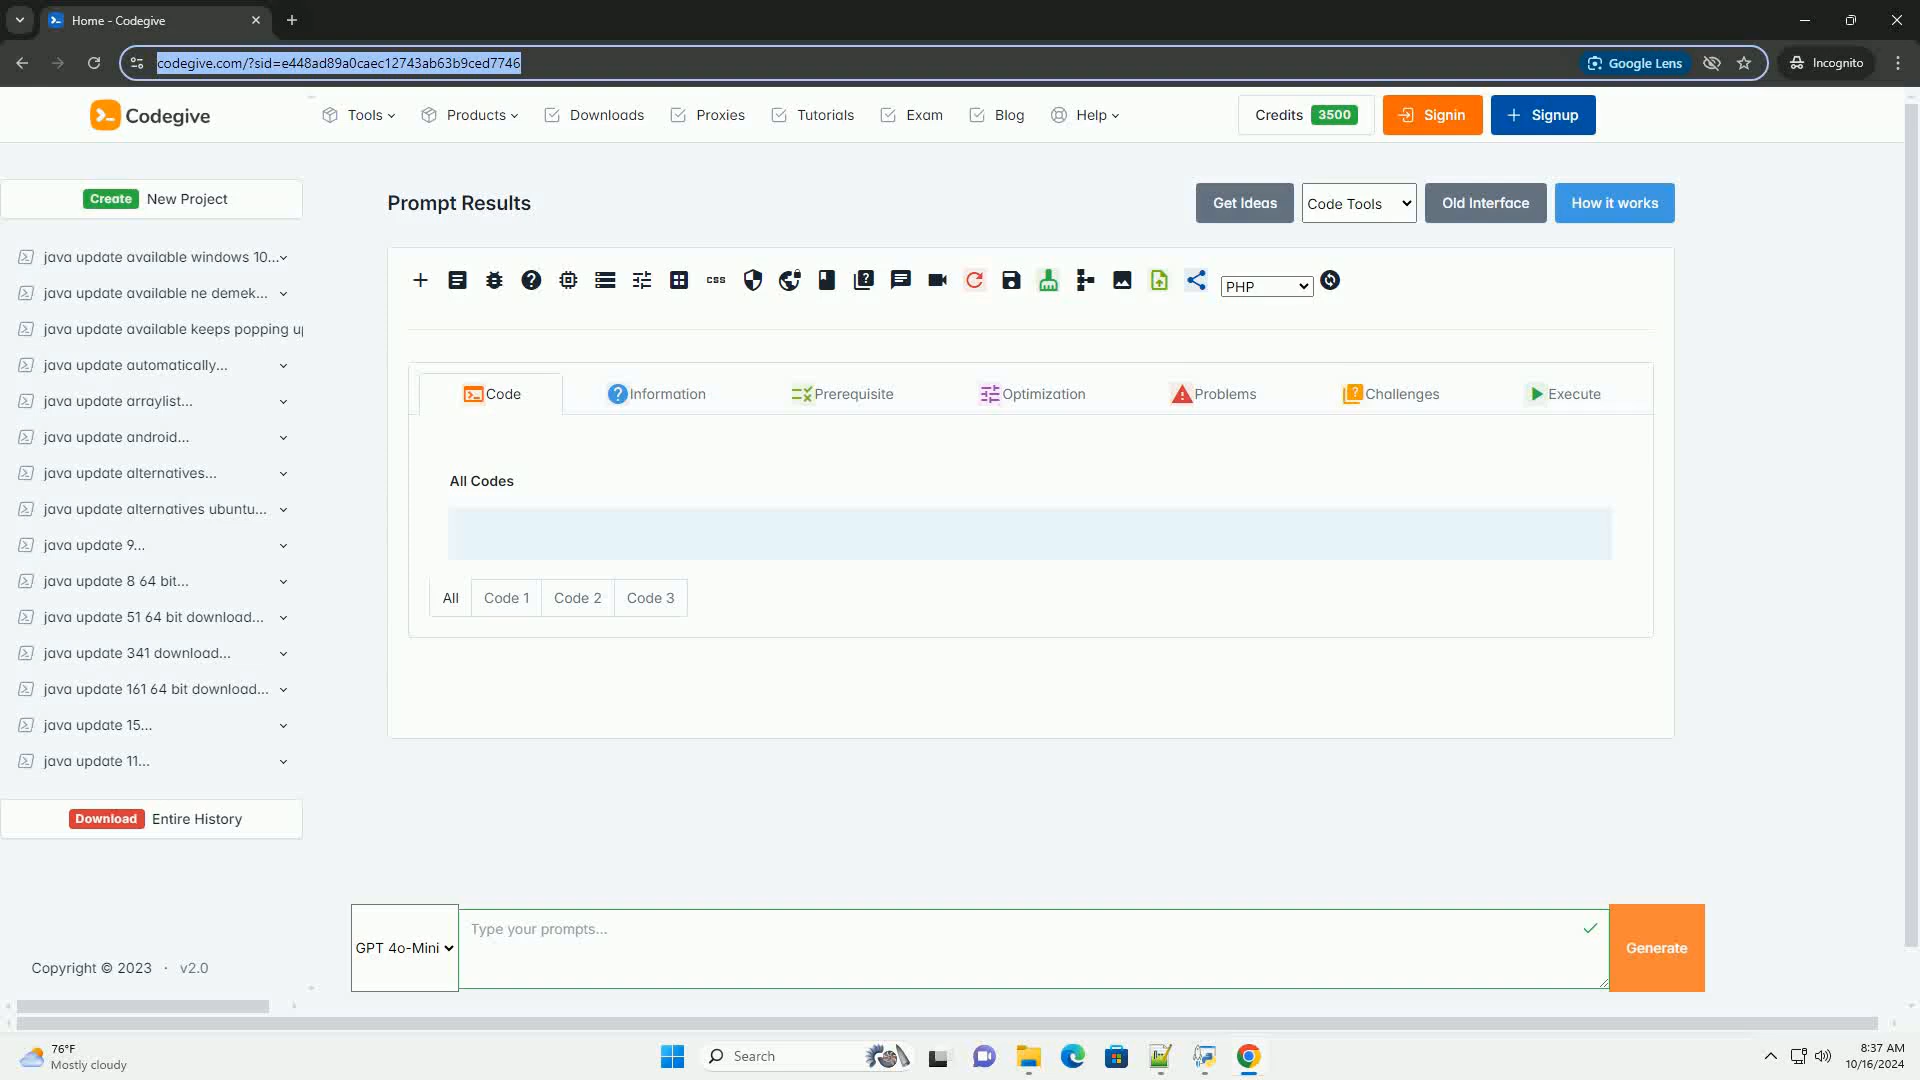 Home - Codegive
codegive.com/?sid=e448ad89a0caec12743ab63b9ced7746
Google Lens
Incognito
Codegive
Tools
Products
Downloads
Proxies
Tutorials
Exam
Blog
Help
Credits 3500
Signin
Signup
Create New Project
java update available windows 10...
java update available ne demek...
java update available keeps popping up
java update automatically...
java update arraylist...
java update android...
java update alternatives...
java update alternatives ubuntu...
java update 9...
java update 8 64 bit...
java update 51 64 bit download...
java update 341 download...
java update 161 64 bit download...
java update 15...
java update 11...
Download Entire History
Copyright © 2023 · v2.0
Prompt Results
Get Ideas
Code Tools
Old Interface
How it works
css
PHP
Code
Information
Prerequisite
Optimization
Problems
Challenges
Execute
All Codes
All
Code 1
Code 2
Code 3
GPT 4o-Mini
Type your prompts...
Generate
76°F
Mostly cloudy
Search
8:37 AM
10/16/2024